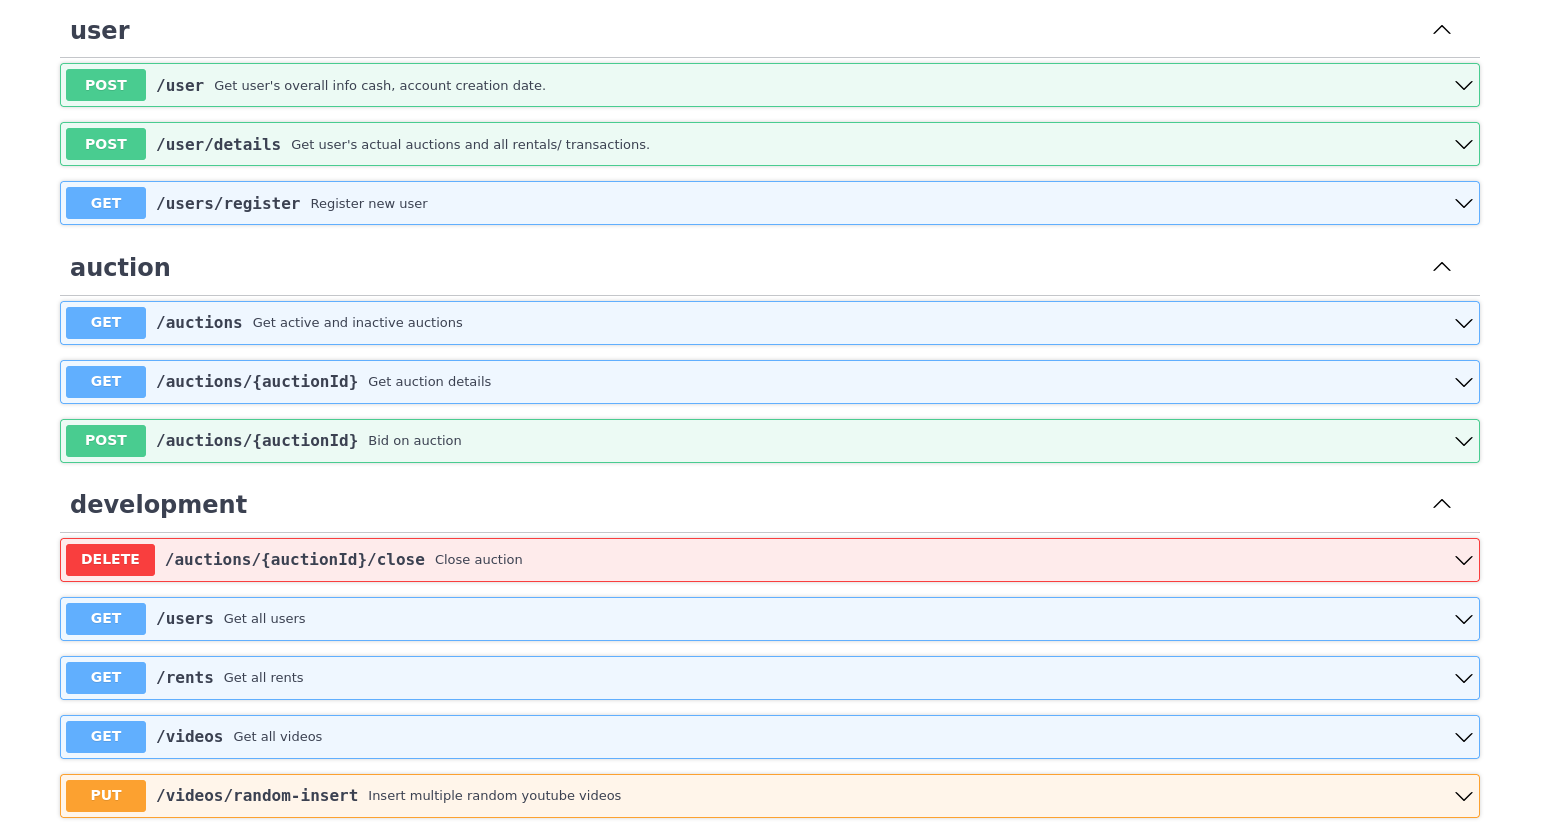 user
POST /user Get user's overall info cash, account creation date.
POST /user/details Get user's actual auctions and all rentals/ transactions.
GET /users/register Register new user
auction
GET /auctions Get active and inactive auctions
GET /auctions/{auctionId} Get auction details
POST /auctions/{auctionId} Bid on auction
development
DELETE /auctions/{auctionId}/close Close auction
GET /users Get all users
GET /rents Get all rents
GET /videos Get all videos
PUT /videos/random-insert Insert multiple random youtube videos